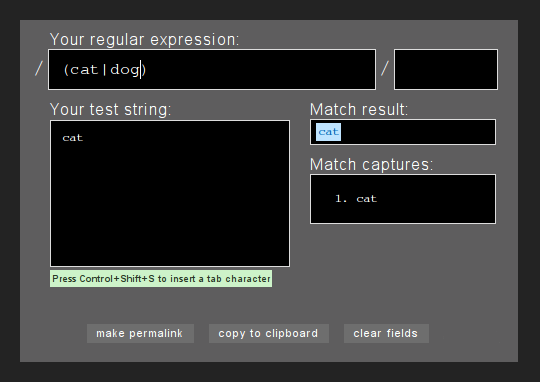 Your regular expression:
/ (cat|dog) /
Your test string:
cat
Match result:
cat
Match captures:
1. cat
Press Control+Shift+S to insert a tab character
make permalink copy to clipboard clear fields